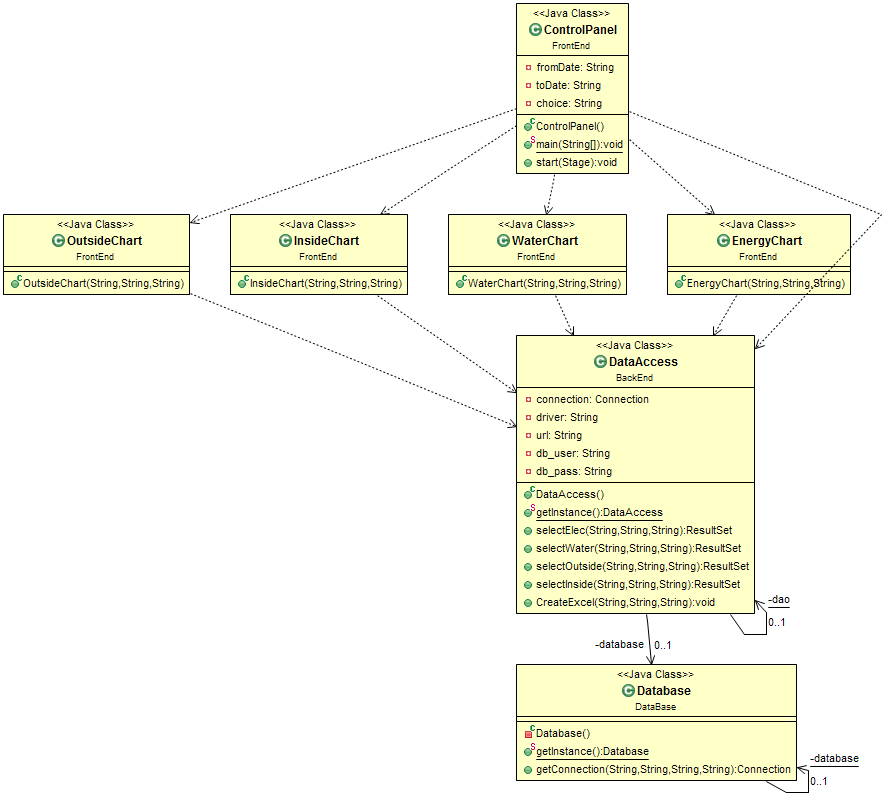 <<Java Class>>
ControlPanel
FrontEnd
fromDate: String
toDate: String
choice: String
ControlPanel()
main(String[]):void
start(Stage):void
<<Java Class>>
OutsideChart
FrontEnd
OutsideChart(String,String,String)
<<Java Class>>
InsideChart
FrontEnd
InsideChart(String,String,String)
<<Java Class>>
WaterChart
FrontEnd
WaterChart(String,String,String)
<<Java Class>>
EnergyChart
FrontEnd
EnergyChart(String,String,String)
<<Java Class>>
DataAccess
BackEnd
connection: Connection
driver: String
url: String
db_user: String
db_pass: String
DataAccess()
getInstance():DataAccess
selectElec(String,String,String):ResultSet
selectWater(String,String,String):ResultSet
selectOutside(String,String,String):ResultSet
selectInside(String,String,String):ResultSet
CreateExcel(String,String,String):void
-dao
0..1
-database 0..1
<<Java Class>>
Database
DataBase
Database()
getInstance():Database
getConnection(String,String,String,String):Connection
-database
0..1